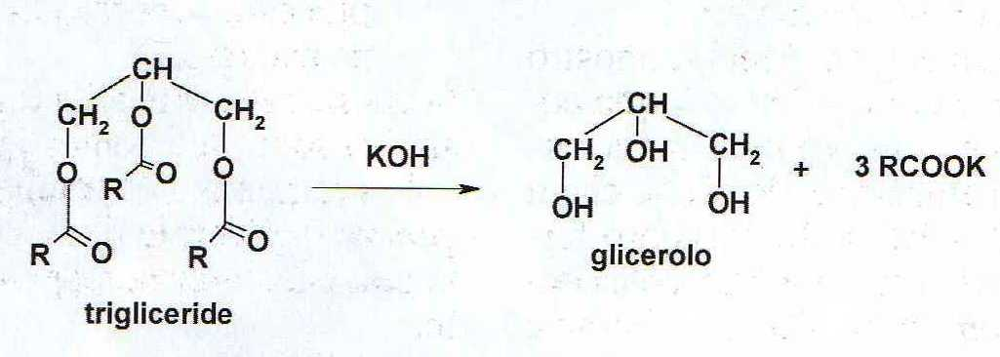 CH
CH2 O CH2
O R O O
R O R O
trigliceride
KOH
CH
CH2 OH CH2
OH OH
glicerolo
+ 3 RCOOK